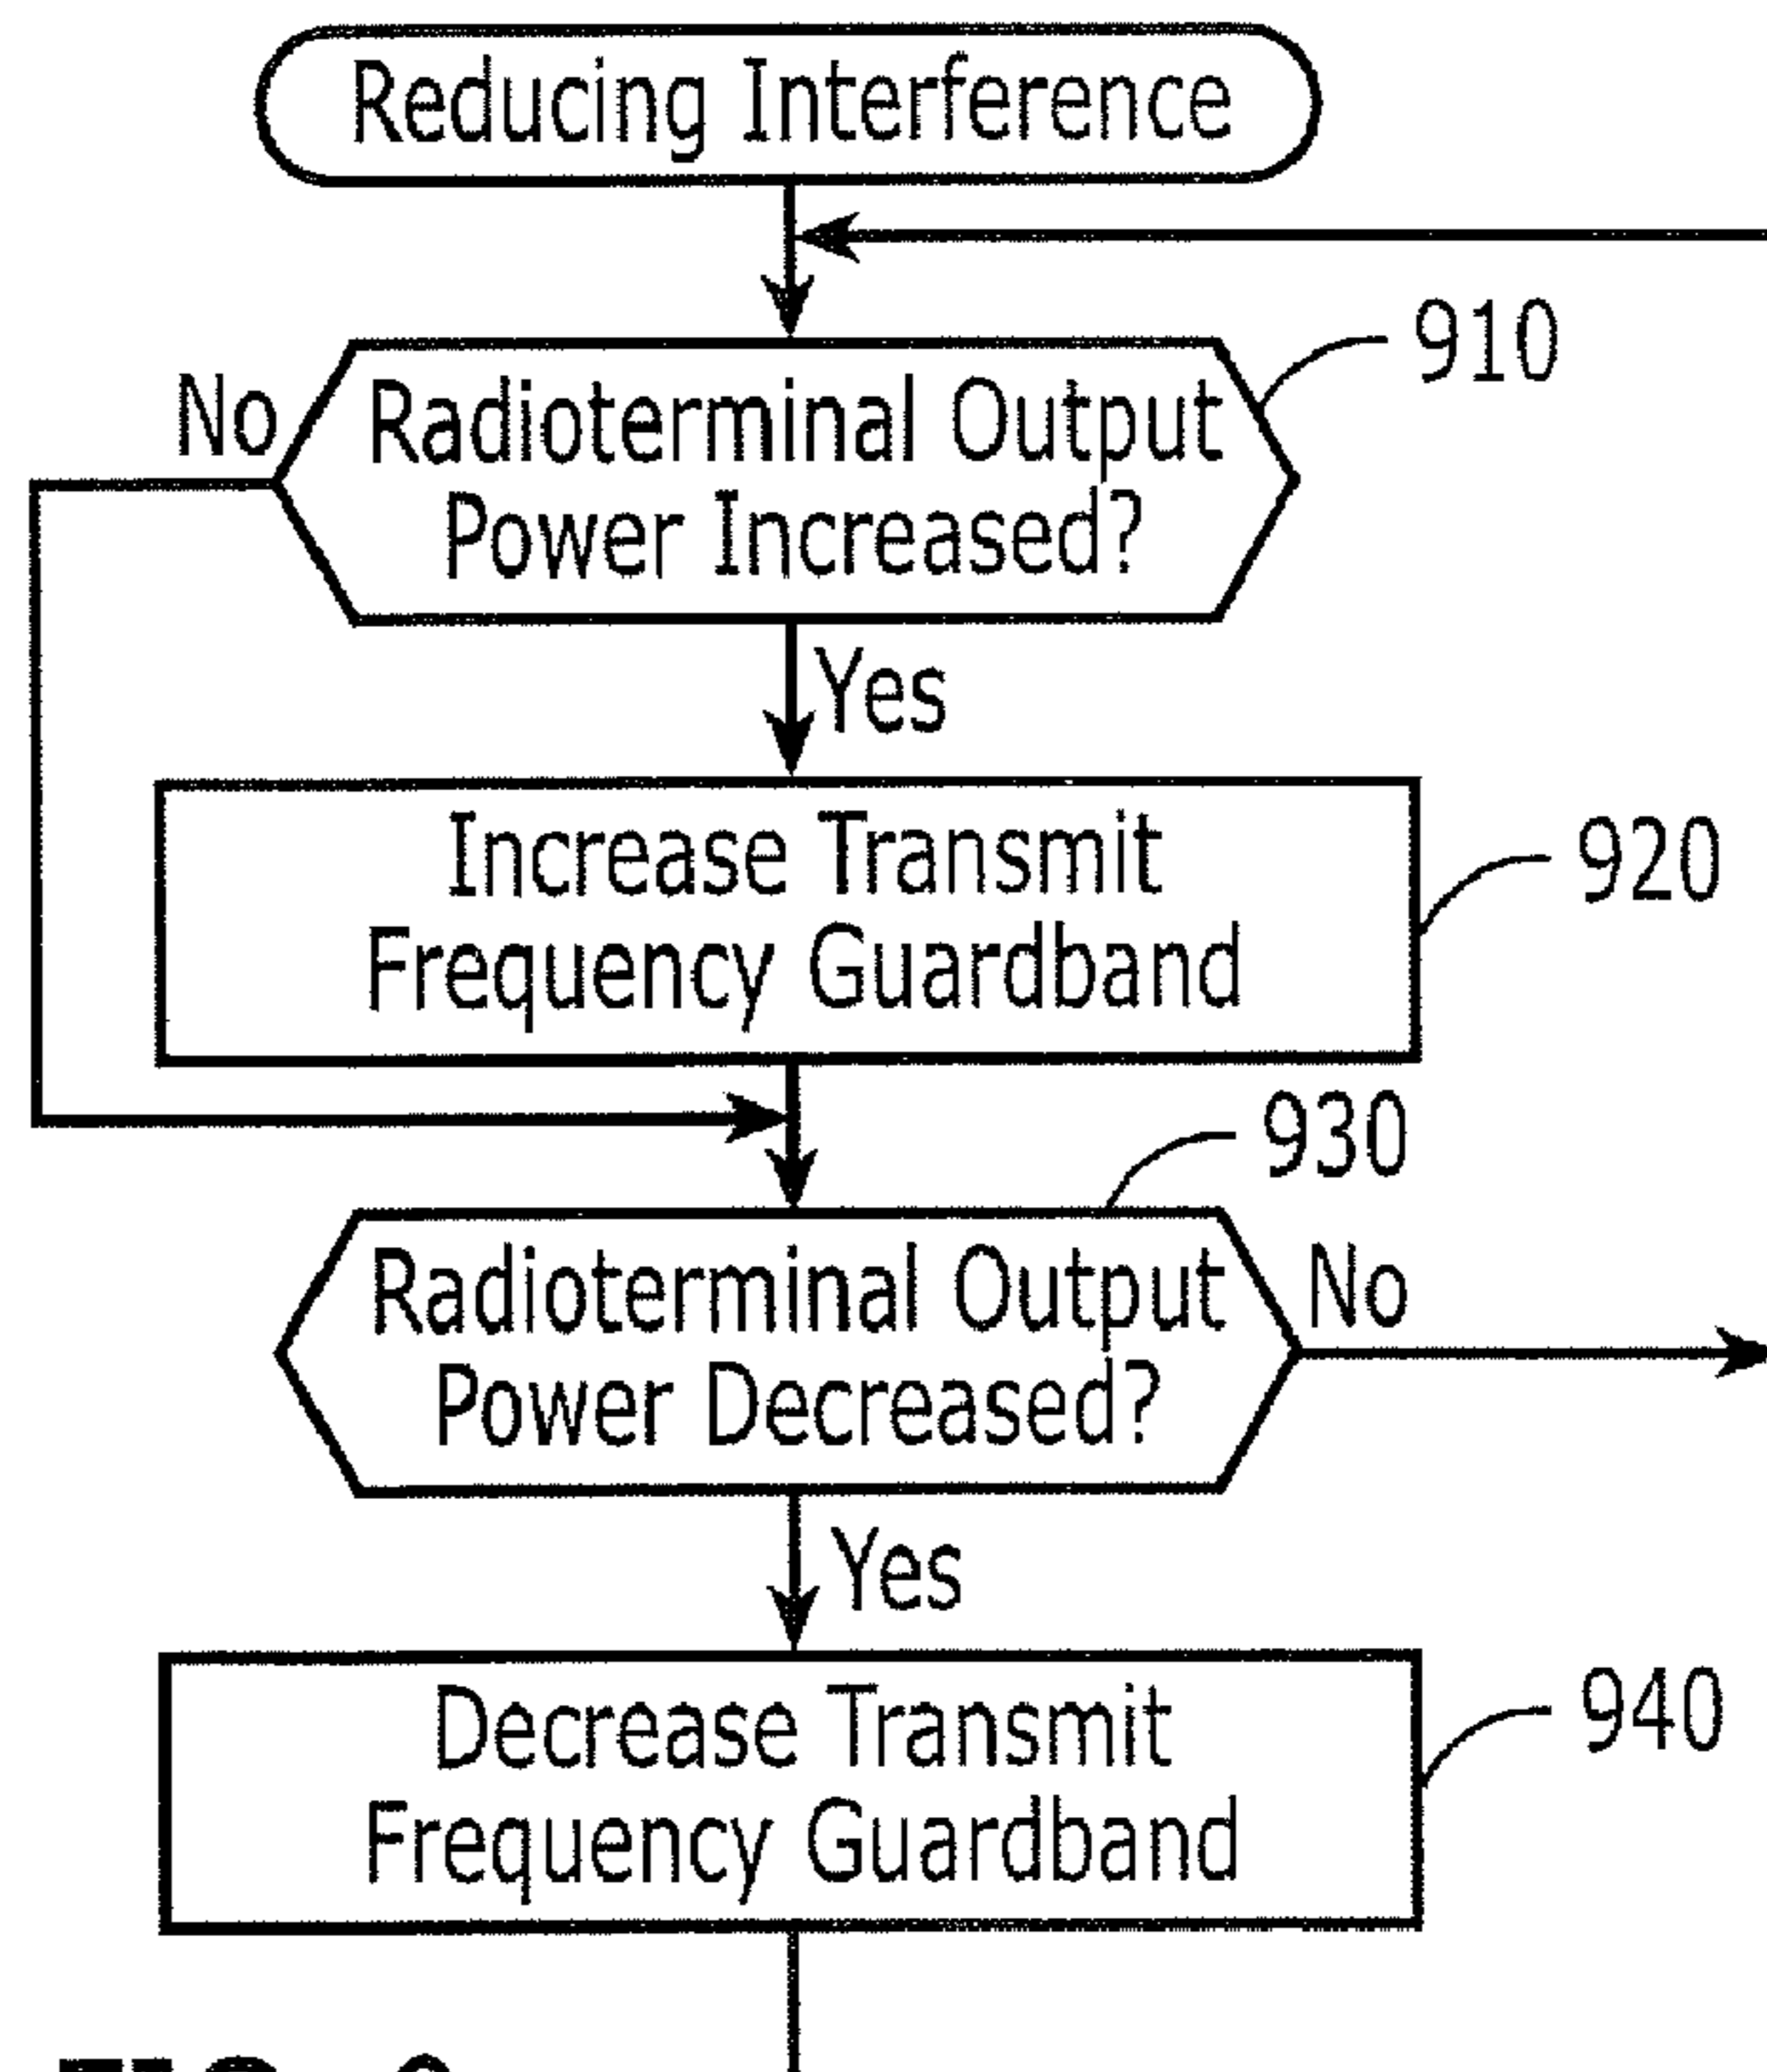 Reducing Interference
910
No
Radioterminal Output
Power Increased?
Yes
Increase Transmit
Frequency Guardband
920
930
Radioterminal Output
Power Decreased?
No
Yes
Decrease Transmit
Frequency Guardband
940